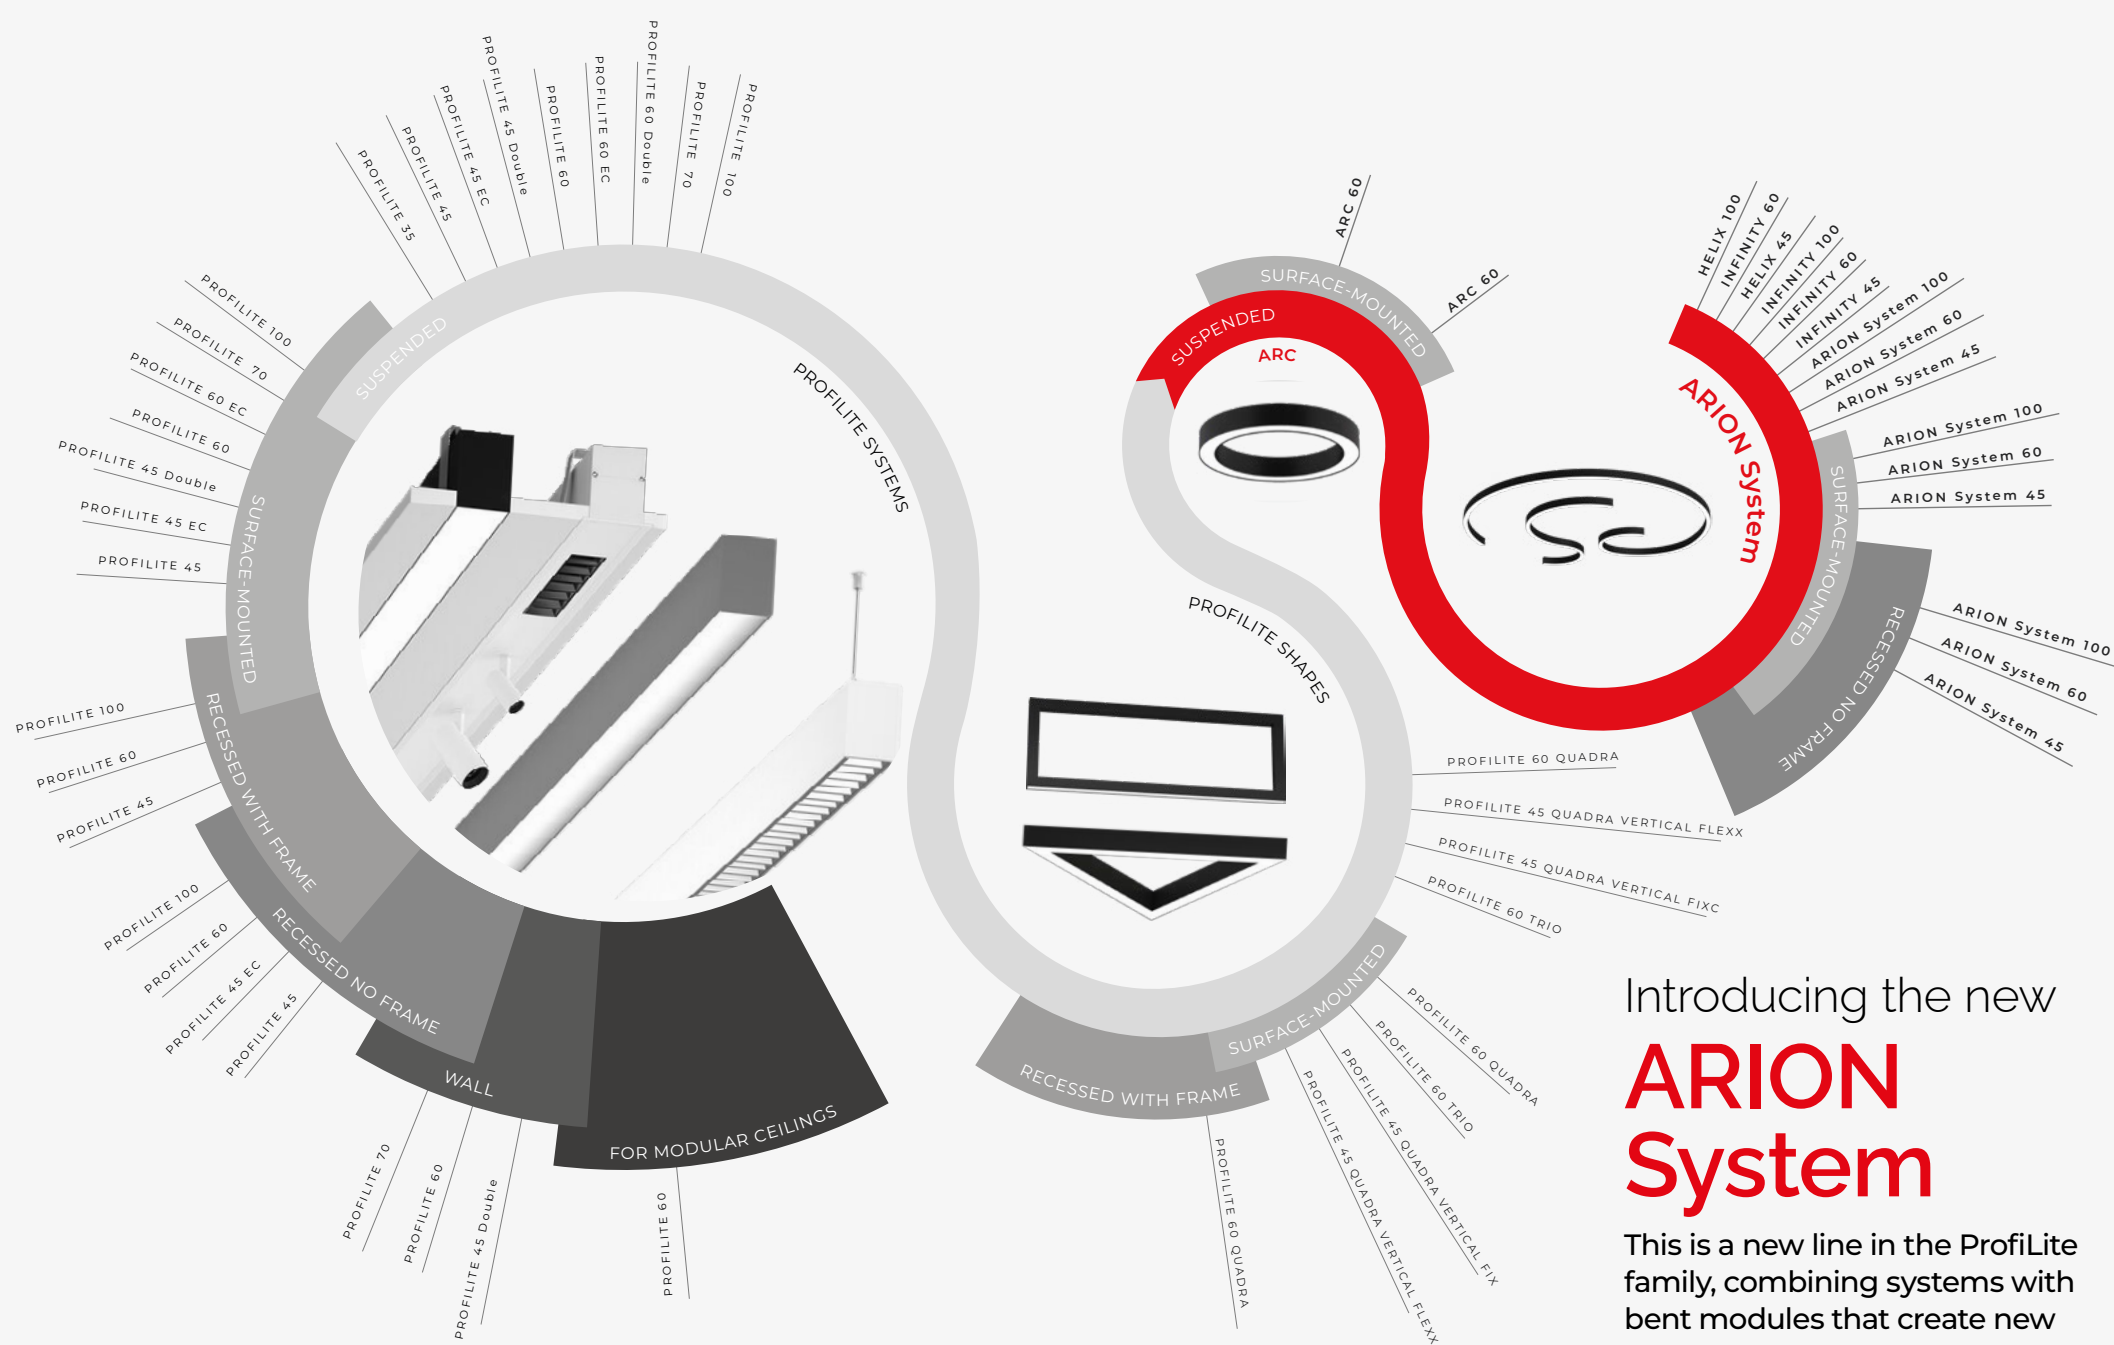 PROFILITE 35
PROFILITE 45
PROFILITE 45 EC
PROFILITE 45 Double
PROFILITE 60
PROFILITE 60 EC
PROFILITE 60 Double
PROFILITE 70
PROFILITE 100
SUSPENDED
PROFILITE SYSTEMS
PROFILITE 100
PROFILITE 70
PROFILITE 60 EC
PROFILITE 60
PROFILITE 45 Double
PROFILITE 45 EC
PROFILITE 45
SURFACE-MOUNTED
PROFILITE 100
PROFILITE 60
PROFILITE 45
RECESSED WITH FRAME
PROFILITE 100
PROFILITE 60
PROFILITE 45 EC
PROFILITE 45
RECESSED NO FRAME
WALL
PROFILITE 70
PROFILITE 60
PROFILITE 45 Double
FOR MODULAR CEILINGS
PROFILITE 60
PROFILITE SHAPES
PROFILITE 60 QUADRA
PROFILITE 45 QUADRA VERTICAL FLEXX
PROFILITE 45 QUADRA VERTICAL FIXC
PROFILITE 60 TRIO
SURFACE-MOUNTED
PROFILITE 60 QUADRA
PROFILITE 60 TRIO
PROFILITE 45 QUADRA VERTICAL FIX
PROFILITE 45 QUADRA VERTICAL FLEXX
RECESSED WITH FRAME
PROFILITE 60 QUADRA
ARC 60
ARC 60
SURFACE-MOUNTED
SUSPENDED
ARC
HELIX 100
INFINITY 60
HELIX 45
INFINITY 100
INFINITY 60
INFINITY 45
ARION System 100
ARION System 60
ARION System 45
ARION System
ARION System 100
ARION System 60
ARION System 45
SURFACE-MOUNTED
ARION System 100
ARION System 60
ARION System 45
RECESSED NO FRAME
Introducing the new
ARION
System
This is a new line in the ProfiLite
family, combining systems with
bent modules that create new